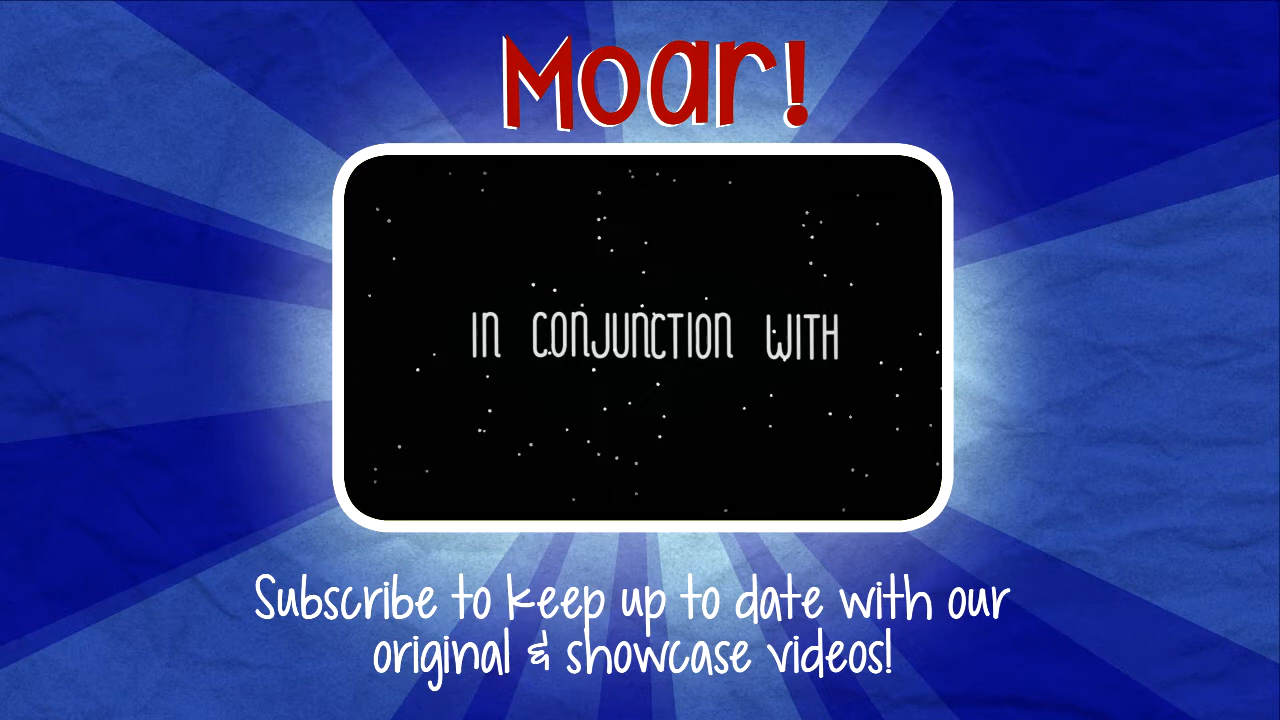 Moar!
IN CONJUNCTION WITH
Subscribe to keep up to date with our
original & showcase videos!